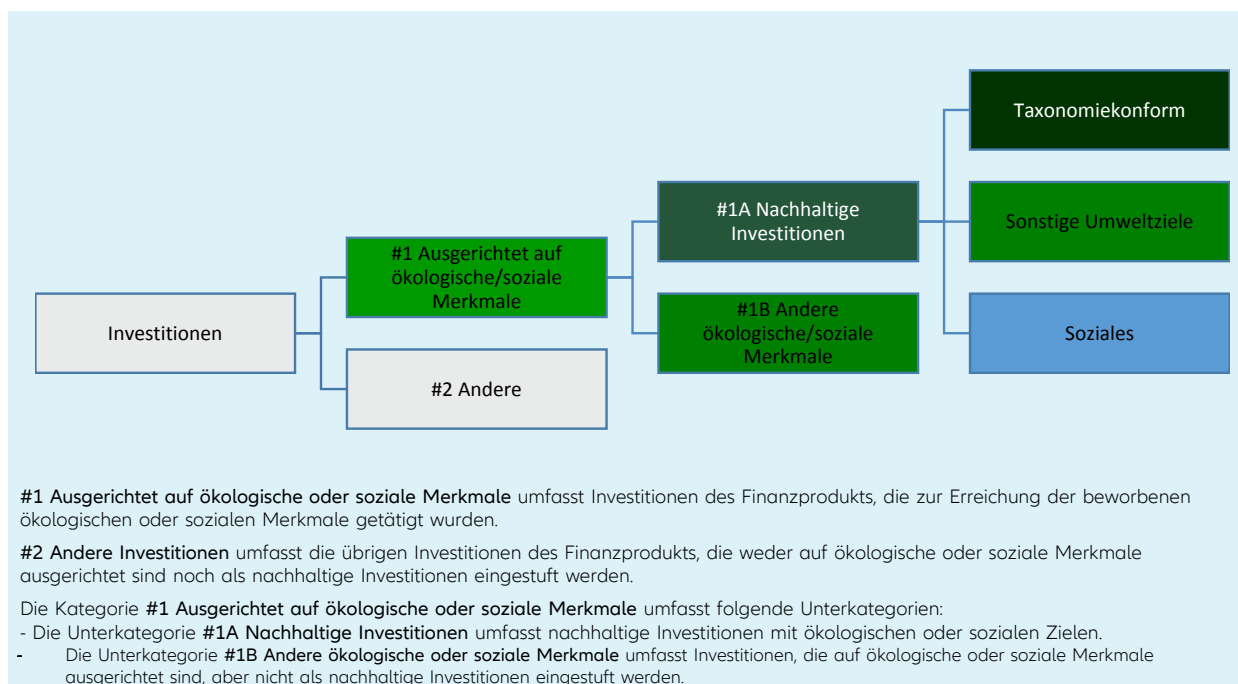 Taxonomiekonform
#1A Nachhaltige
Investitionen
Sonstige Umweltziele
#1 Ausgerichtet auf
ökologische/soziale
Merkmale
#1B Andere
ökologische/soziale
Merkmale
Investitionen
Soziales
#2 Andere
#1 Ausgerichtet auf ökologische oder soziale Merkmale umfasst Investitionen des Finanzprodukts, die zur Erreichung der beworbenen
ökologischen oder sozialen Merkmale getätigt wurden.
#2 Andere Investitionen umfasst die übrigen Investitionen des Finanzprodukts, die weder auf ökologische oder soziale Merkmale
ausgerichtet sind noch als nachhaltige Investitionen eingestuft werden.
Die Kategorie #1 Ausgerichtet auf ökologische oder soziale Merkmale umfasst folgende Unterkategorien:
- Die Unterkategorie #1A Nachhaltige Investitionen umfasst nachhaltige Investitionen mit ökologischen oder sozialen Zielen.
- Die Unterkategorie #1B Andere ökologische oder soziale Merkmale umfasst Investitionen, die auf ökologische oder soziale Merkmale
ausgerichtet sind, aber nicht als nachhaltige Investitionen eingestuft werden.